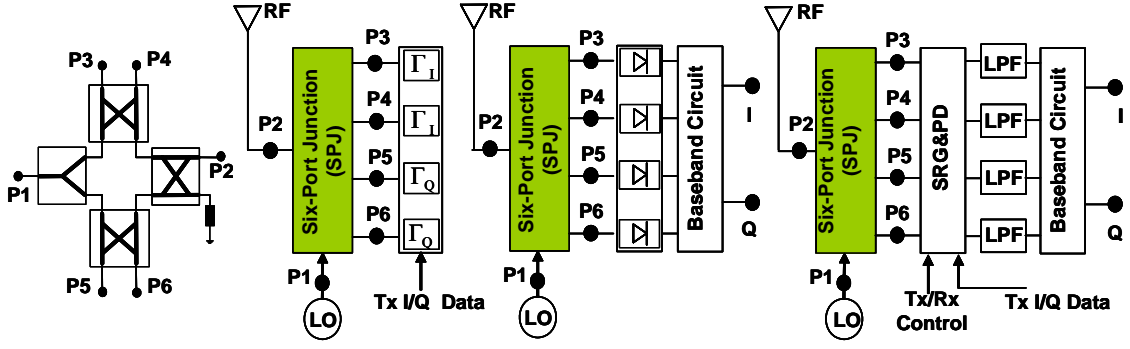 P3 P4
P1
P2
P5 P6
RF
P2
Six-Port Junction
(SPJ)
P3
P4
P5
P6
ΓI
ΓI
ΓQ
ΓQ
P1
LO
Tx I/Q Data
RF
P2
Six-Port Junction
(SPJ)
P3
P4
P5
P6
Baseband Circuit
I
Q
P1
LO
RF
P2
Six-Port Junction
(SPJ)
P3
P4
P5
P6
SRG&PD
LPF
LPF
LPF
LPF
Baseband Circuit
I
Q
P1
LO
Tx/Rx
Control
Tx I/Q Data